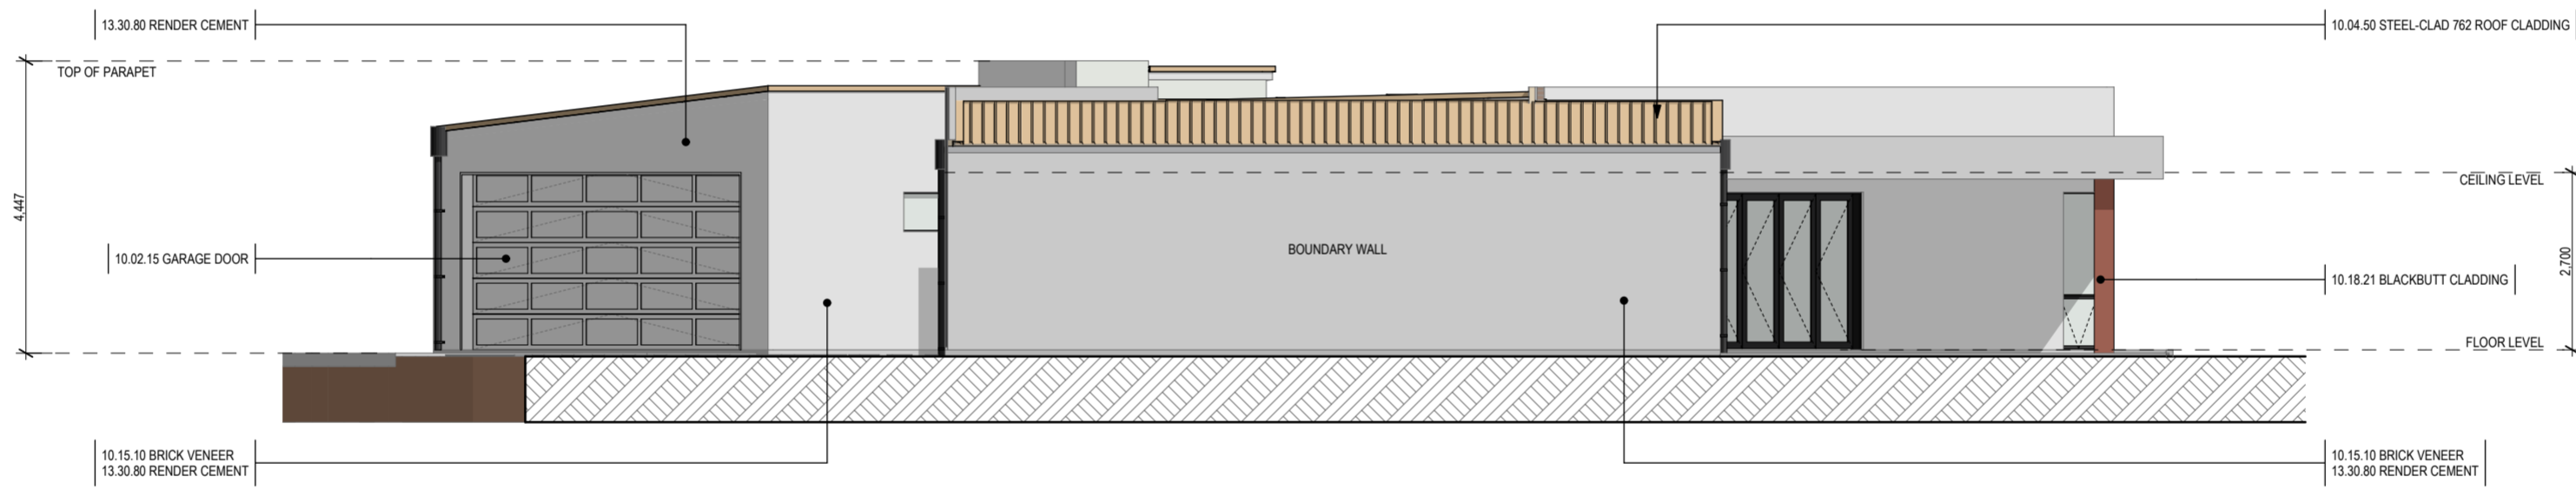 13.30.80 RENDER CEMENT
10.04.50 STEEL-CLAD 762 ROOF CLADDING
TOP OF PARAPET
CEILING LEVEL
4,447
BOUNDARY WALL
10.02.15 GARAGE DOOR
2,700
10.18.21 BLACKBUTT CLADDING
FLOOR LEVEL
10.15.10 BRICK VENEER
13.30.80 RENDER CEMENT
10.15.10 BRICK VENEER
13.30.80 RENDER CEMENT